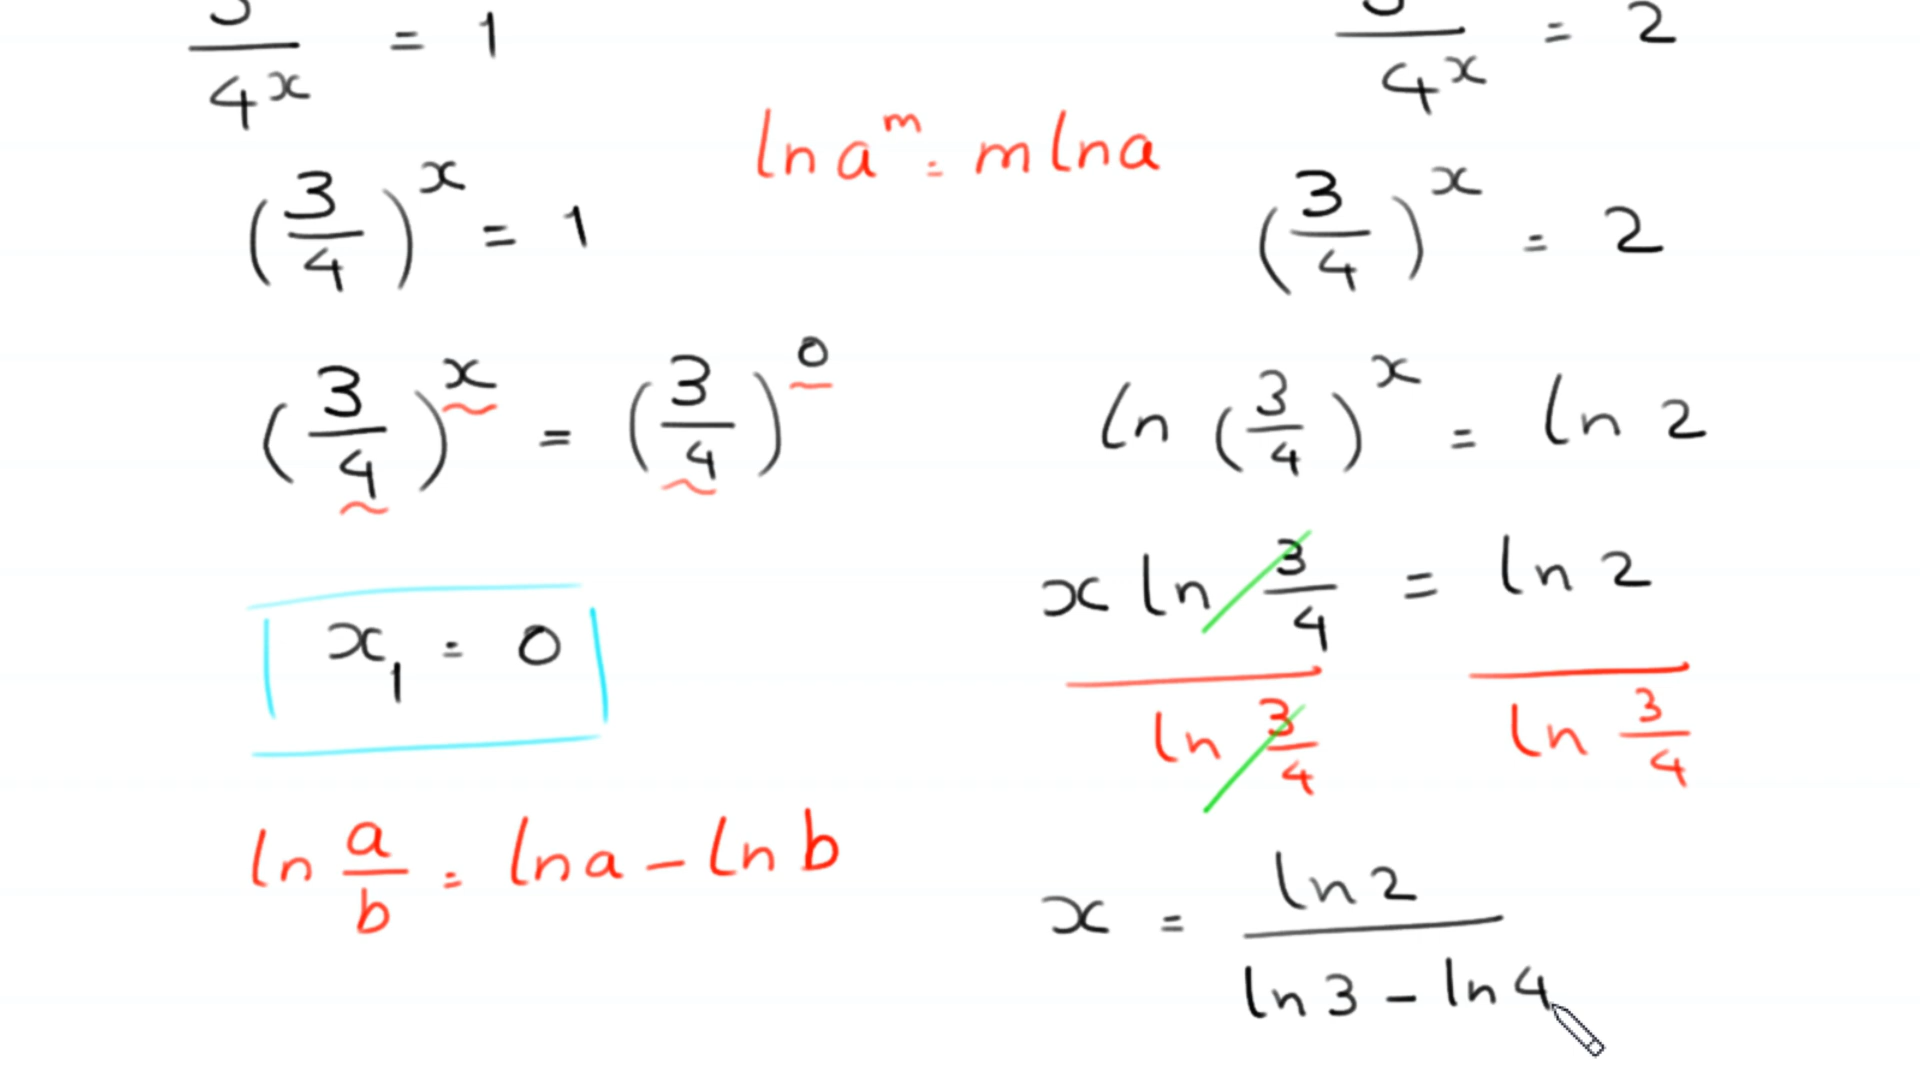 3/4^x = 1
(3/4)^x = 1
(3/4)^x = (3/4)^0
x₁ = 0
ln a/b = ln a - ln b
ln a^m = m ln a
3/4^x = 2
(3/4)^x = 2
ln (3/4)^x = ln 2
x ln 3/4 = ln 2
ln 3/4 ln 3/4
x = ln 2 / ln 3 - ln 4